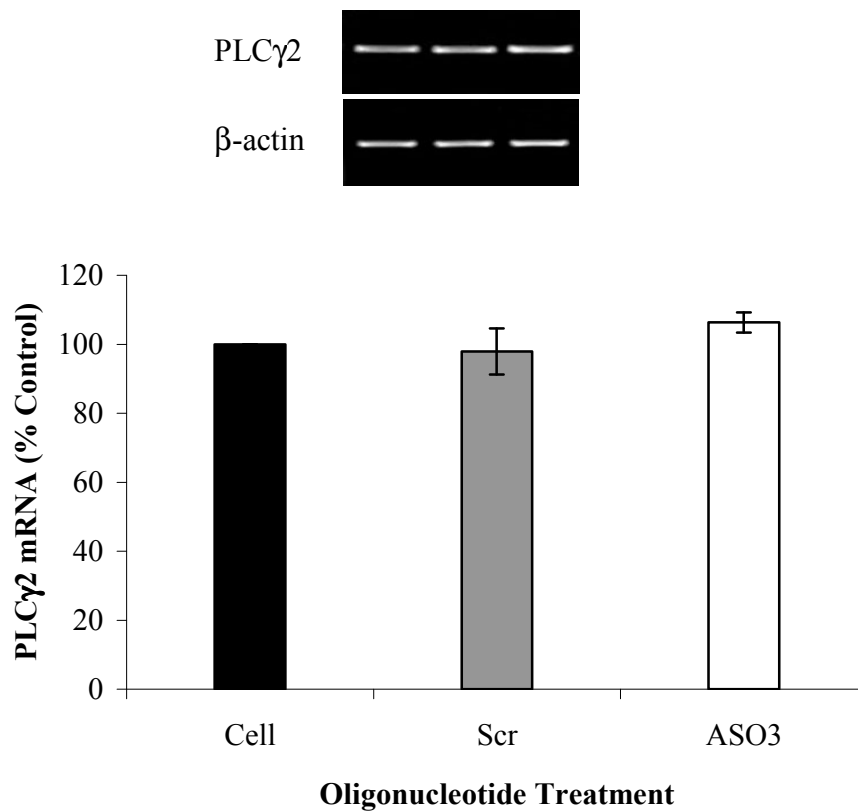 PLCγ2
β-actin
PLCγ2 mRNA (% Control)
120
100
80
60
40
20
0
Cell Scr ASO3
Oligonucleotide Treatment